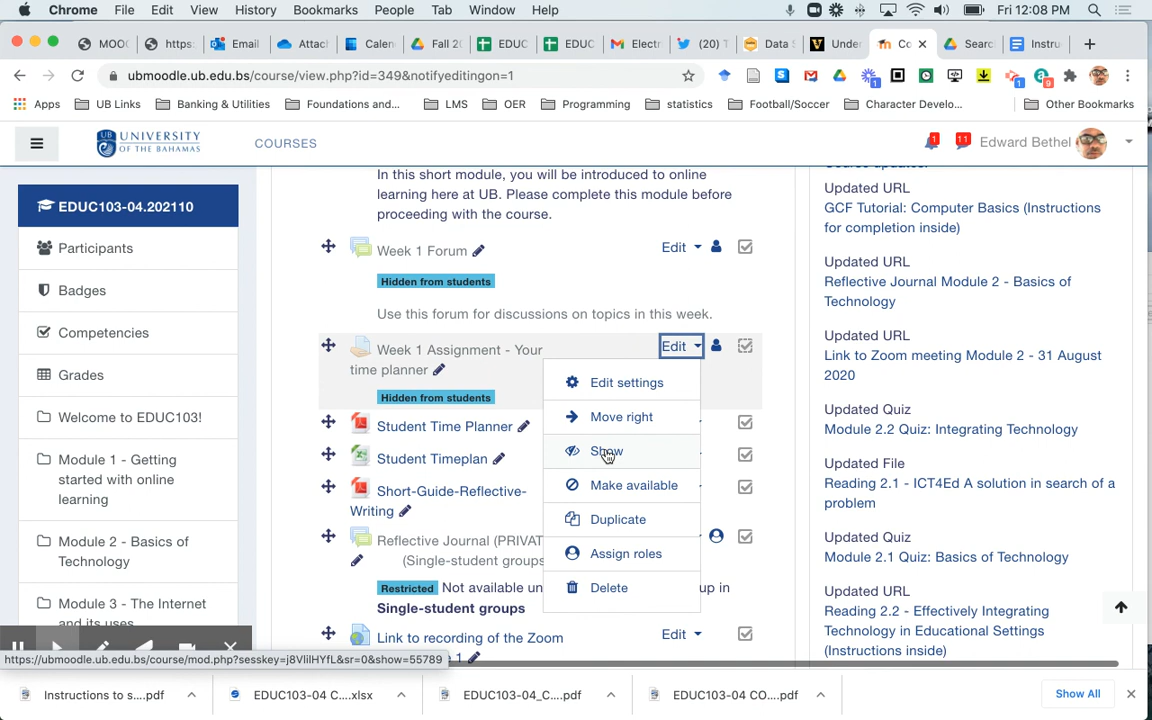 Chrome File Edit View History Bookmarks People Tab Window Help Fri 12:08 PM
MOO https: Email Attach Calen Fall 20 EDUC EDUC Electr (20) T Data S Under Co Searc Instru
ubmoodle.ub.edu.bs/course/view.php?id=349&notifyeditingon=1
Apps UB Links Banking & Utilities Foundations and... LMS OER Programming statistics Football/Soccer Character Develo... Other Bookmarks
UB UNIVERSITY OF THE BAHAMAS COURSES 1 11 Edward Bethel
EDUC103-04.202110
Participants
Badges
Competencies
Grades
Welcome to EDUC103!
Module 1 - Getting
started with online
learning
Module 2 - Basics of
Technology
Module 3 - The Internet
and its uses
In this short module, you will be introduced to online
learning here at UB. Please complete this module before
proceeding with the course.
Week 1 Forum Edit
Hidden from students
Use this forum for discussions on topics in this week.
Week 1 Assignment - Your
time planner
Edit
Hidden from students
Student Time Planner
Student Timeplan
Short-Guide-Reflective-
Writing
Reflective Journal (PRIVAT
(Single-student groups
Restricted Not available un
up in
Single-student groups
Link to recording of the Zoom Edit
1
Edit settings
Move right
Show
Make available
Duplicate
Assign roles
Delete
Updated URL
GCF Tutorial: Computer Basics (Instructions
for completion inside)
Updated URL
Reflective Journal Module 2 - Basics of
Technology
Updated URL
Link to Zoom meeting Module 2 - 31 August
2020
Updated Quiz
Module 2.2 Quiz: Integrating Technology
Updated File
Reading 2.1 - ICT4Ed A solution in search of a
problem
Updated Quiz
Module 2.1 Quiz: Basics of Technology
Updated URL
Reading 2.2 - Effectively Integrating
Technology in Educational Settings
(Instructions inside)
https://ubmoodle.ub.edu.bs/course/mod.php?sesskey=j8VIilHYfL&sr=0&show=55789
Instructions to s....pdf EDUC103-04 C....xlsx EDUC103-04_C....pdf EDUC103-04 CO....pdf Show All